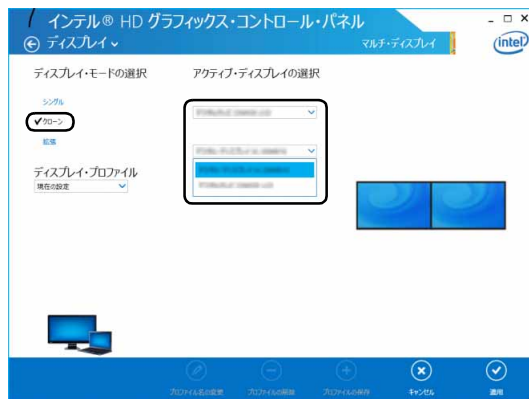 インテル® HD グラフィックス・コントロール・パネル
ディスプレイ
マルチ・ディスプレイ
intel
ディスプレイ・モードの選択
アクティブ・ディスプレイの選択
シングル
✓クローン
拡張
ディスプレイ・プロファイル
現在の設定
プロファイル名の変更
プロファイルの削除
プロファイルの保存
キャンセル
適用